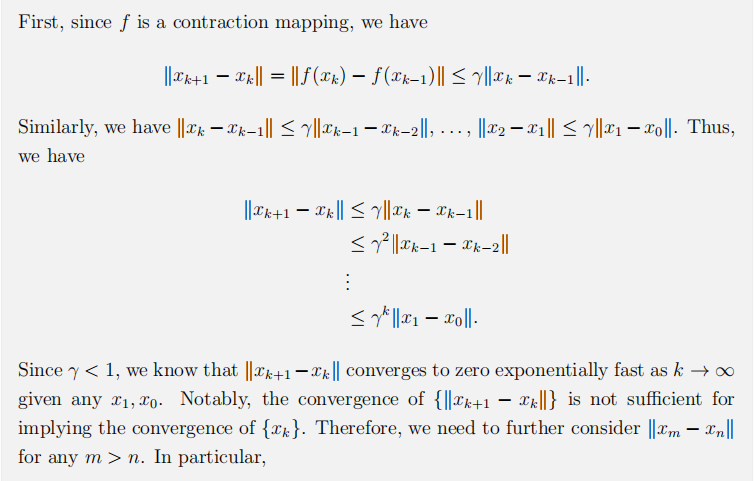 First, since f is a contraction mapping, we have
‖x_{k+1} − x_k‖ = ‖f(x_k) − f(x_{k−1})‖ ≤ γ‖x_k − x_{k−1}‖.
Similarly, we have ‖x_k − x_{k−1}‖ ≤ γ‖x_{k−1} − x_{k−2}‖, . . . , ‖x_2 − x_1‖ ≤ γ‖x_1 − x_0‖. Thus,
we have
‖x_{k+1} − x_k‖ ≤ γ‖x_k − x_{k−1}‖
≤ γ^2‖x_{k−1} − x_{k−2}‖
⋮
≤ γ^k‖x_1 − x_0‖.
Since γ < 1, we know that ‖x_{k+1} − x_k‖ converges to zero exponentially fast as k → ∞
given any x_1, x_0. Notably, the convergence of {‖x_{k+1} − x_k‖} is not sufficient for
implying the convergence of {x_k}. Therefore, we need to further consider ‖x_m − x_n‖
for any m > n. In particular,